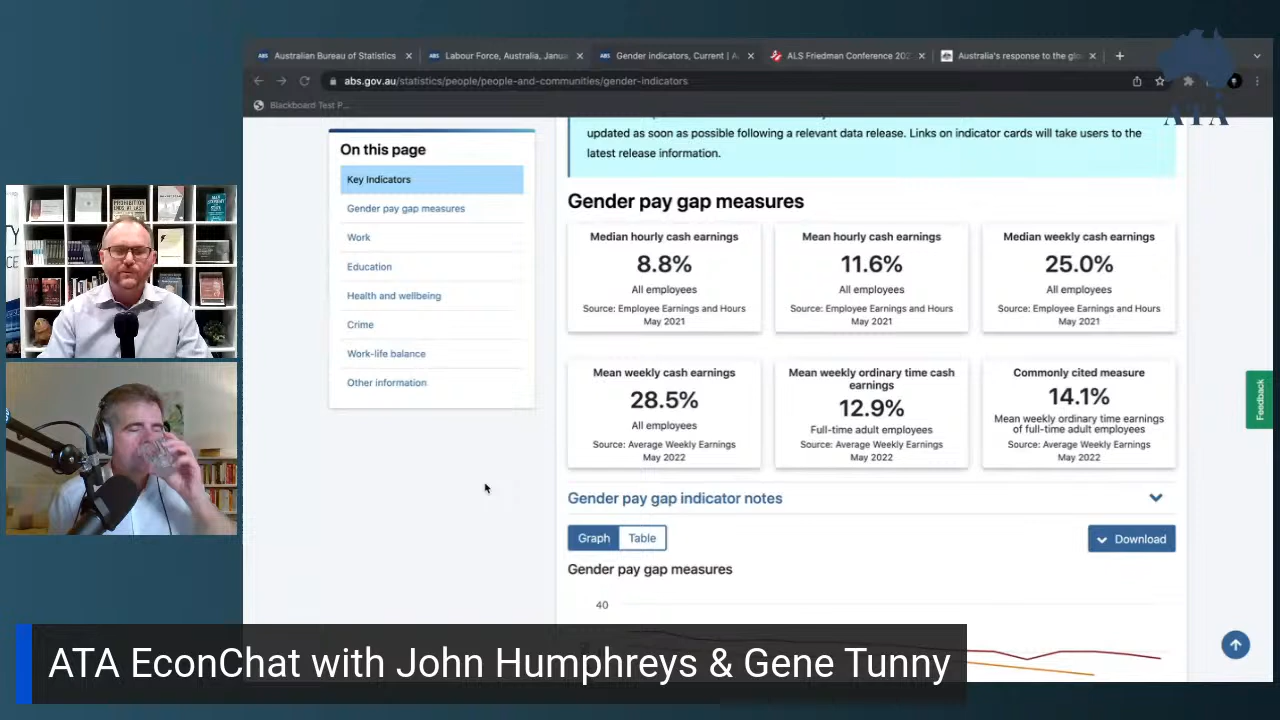 Australian Bureau of Statistics
Labour Force, Australia, Janua
Gender indicators, Current | A
ALS Friedman Conference 202
Australia's response to the glo
abs.gov.au/statistics/people/people-and-communities/gender-indicators
Blackboard Test P...
ATA
updated as soon as possible following a relevant data release. Links on indicator cards will take users to the
latest release information.
On this page
Key Indicators
Gender pay gap measures
Work
Education
Health and wellbeing
Crime
Work-life balance
Other information
Gender pay gap measures
Median hourly cash earnings
8.8%
All employees
Source: Employee Earnings and Hours
May 2021
Mean hourly cash earnings
11.6%
All employees
Source: Employee Earnings and Hours
May 2021
Median weekly cash earnings
25.0%
All employees
Source: Employee Earnings and Hours
May 2021
Mean weekly cash earnings
28.5%
All employees
Source: Average Weekly Earnings
May 2022
Mean weekly ordinary time cash
earnings
12.9%
Full-time adult employees
Source: Average Weekly Earnings
May 2022
Commonly cited measure
14.1%
Mean weekly ordinary time earnings
of full-time adult employees
Source: Average Weekly Earnings
May 2022
Feedback
Gender pay gap indicator notes
Graph
Table
Download
Gender pay gap measures
40
ATA EconChat with John Humphreys & Gene Tunny